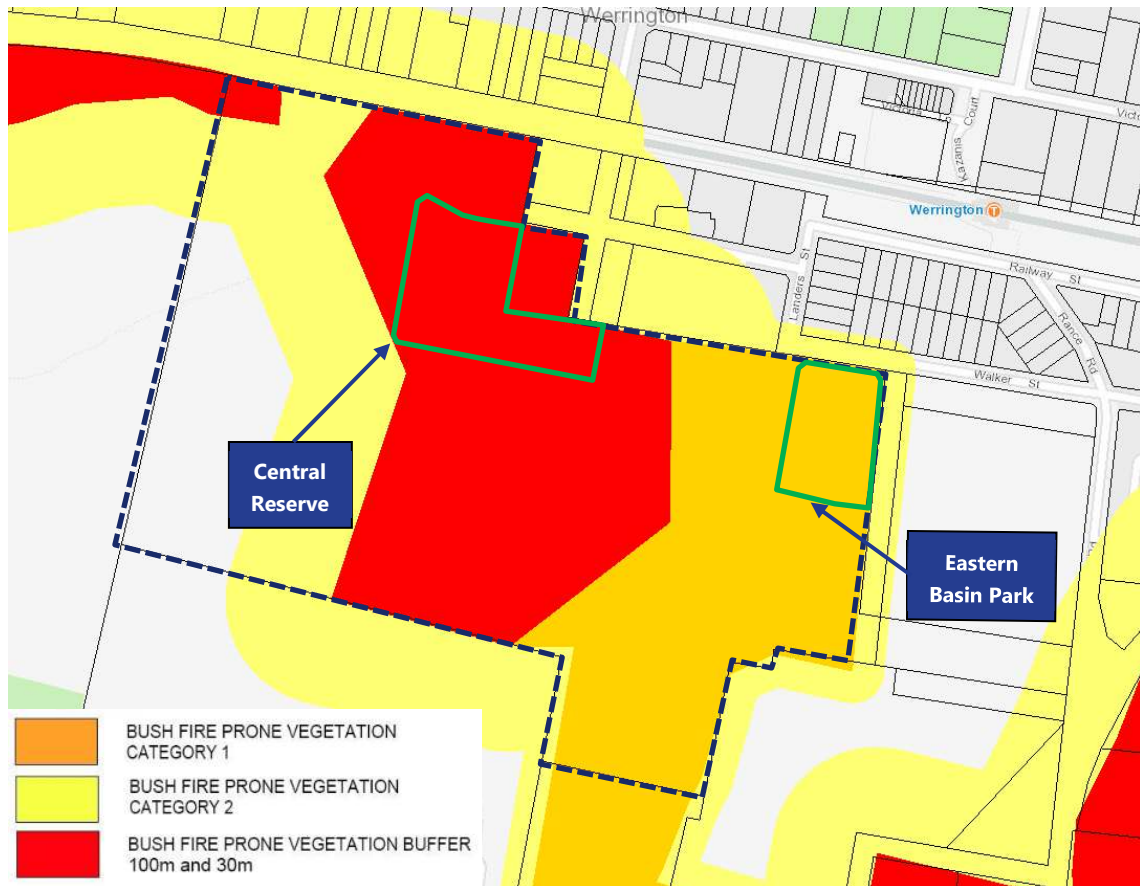 Werrington
Victoria
Court
Kazanis
Werrington T
Landers St
Railway St
Rance Rd
Walker St
Central
Reserve
Eastern
Basin Park
BUSH FIRE PRONE VEGETATION
CATEGORY 1
BUSH FIRE PRONE VEGETATION
CATEGORY 2
BUSH FIRE PRONE VEGETATION BUFFER
100m and 30m